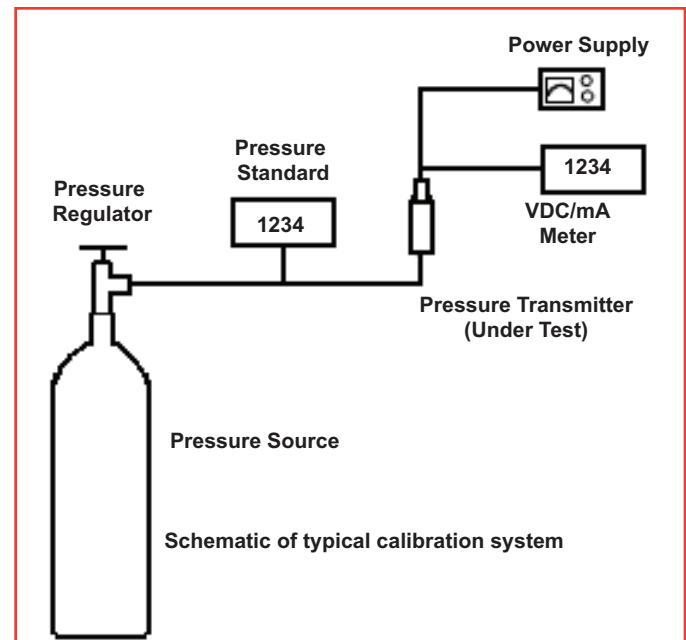 Power Supply
1234
VDC/mA
Meter
Pressure
Standard
1234
Pressure
Regulator
Pressure Transmitter
(Under Test)
Pressure Source
Schematic of typical calibration system